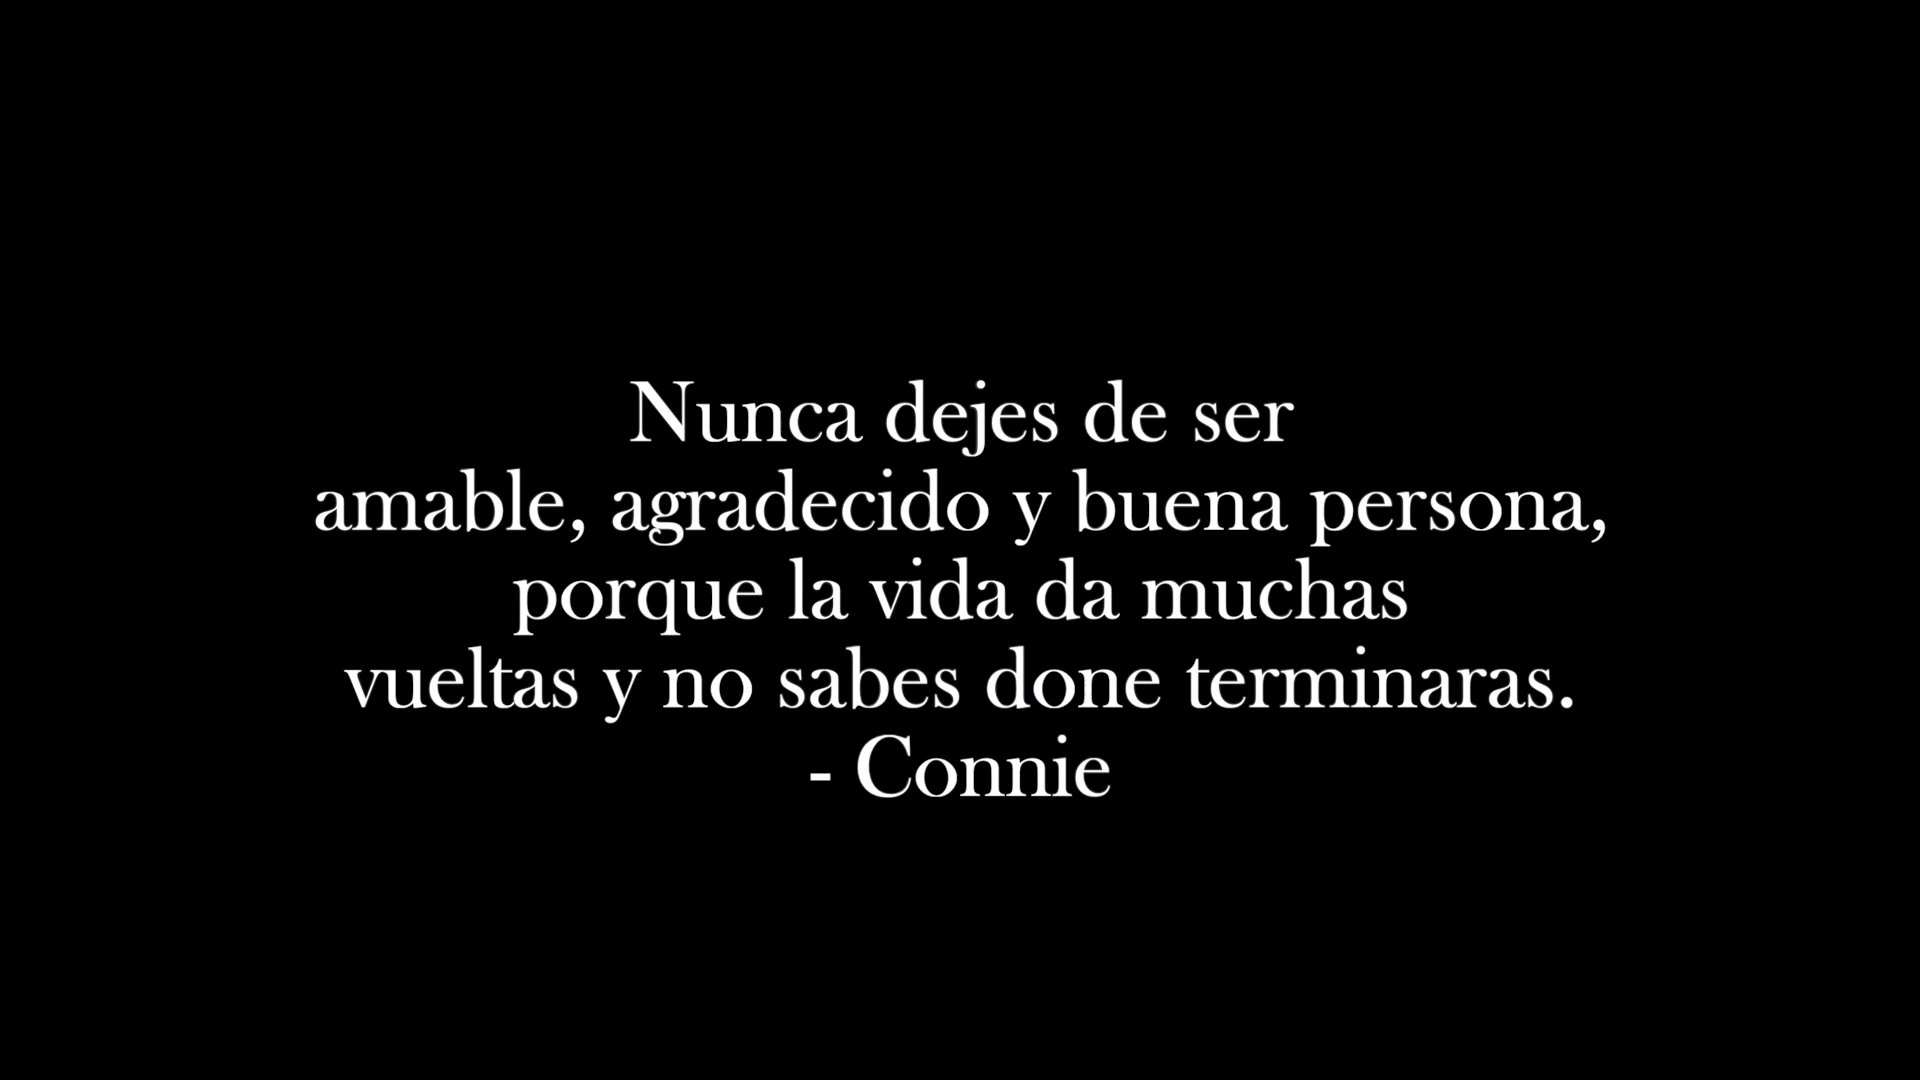 Nunca dejes de ser
amable, agradecido y buena persona,
porque la vida da muchas
vueltas y no sabes done terminaras.
- Connie